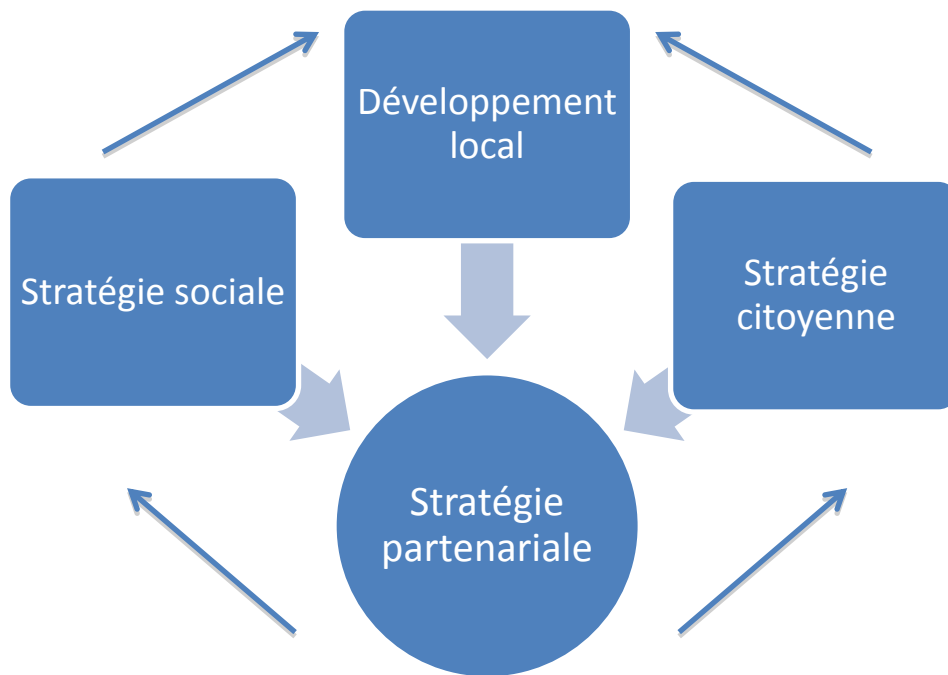 Développement
local
Stratégie sociale
Stratégie
citoyenne
Stratégie
partenariale